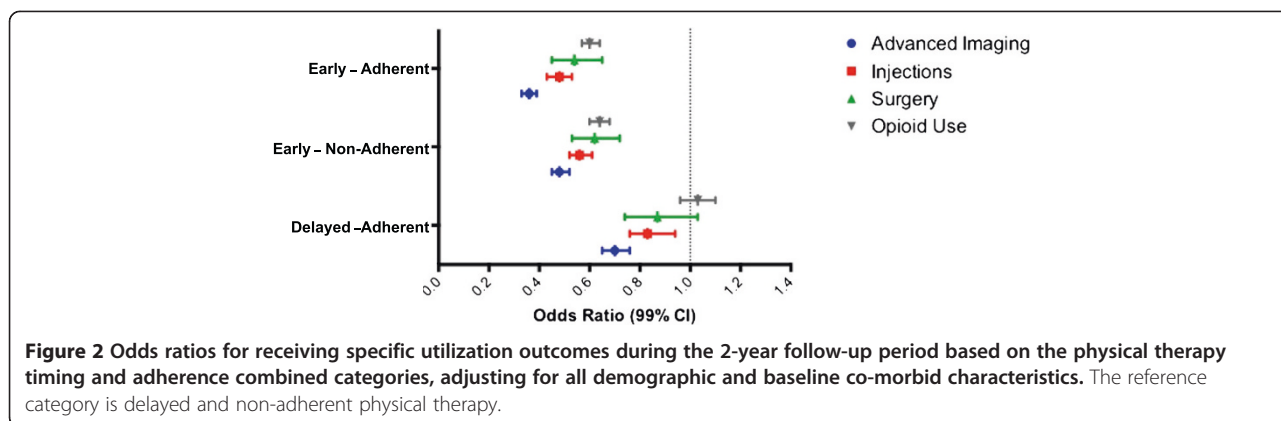 Early – Adherent
Early – Non-Adherent
Delayed –Adherent
0.0 0.2 0.4 0.6 0.8 1.0 1.2 1.4
Odds Ratio (99% CI)
Advanced Imaging
Injections
Surgery
Opioid Use
Figure 2 Odds ratios for receiving specific utilization outcomes during the 2-year follow-up period based on the physical therapy
timing and adherence combined categories, adjusting for all demographic and baseline co-morbid characteristics. The reference
category is delayed and non-adherent physical therapy.